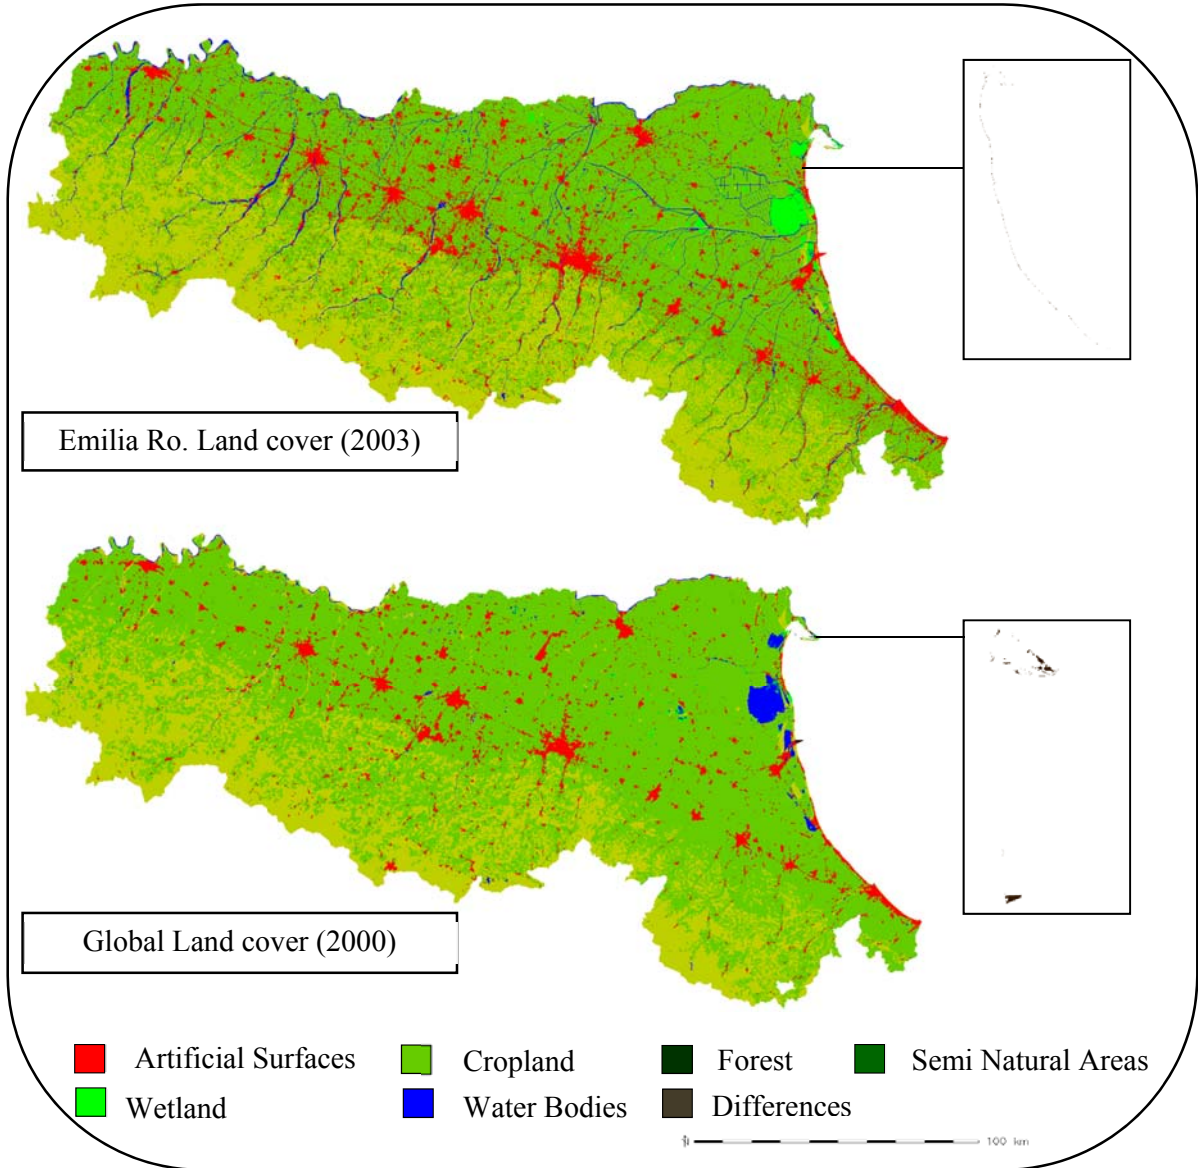 Emilia Ro. Land cover (2003)
Global Land cover (2000)
Artificial Surfaces
Cropland
Forest
Semi Natural Areas
Wetland
Water Bodies
Differences
100 km